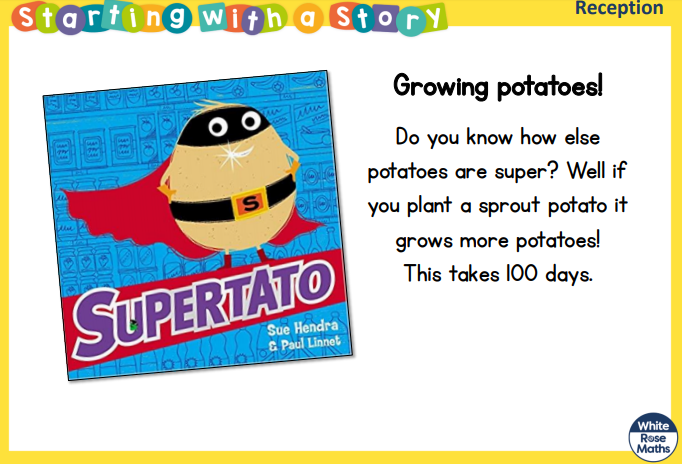 Starting with a Story
Reception
S
SUPERTATO
Sue Hendra
& Paul Linnet
Growing potatoes!
Do you know how else
potatoes are super? Well if
you plant a sprout potato it
grows more potatoes!
This takes 100 days.
White
Rose
Maths